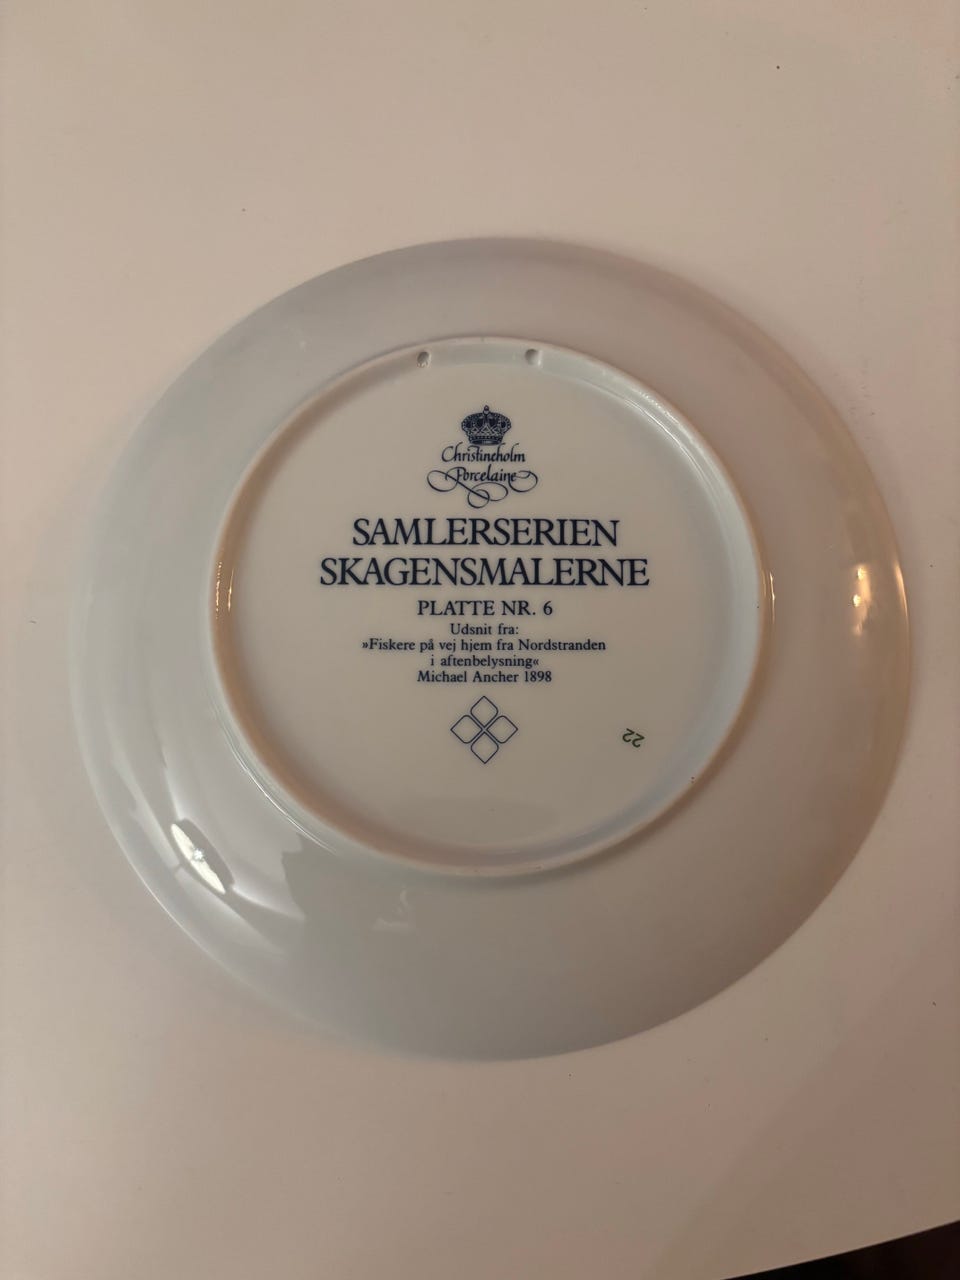 Christineholm
Porcelaine
SAMLERSERIEN
SKAGENSMALERNE
PLATTE NR. 6
Udsnit fra:
»Fiskere på vej hjem fra Nordstranden
i aftenbelysning«
Michael Ancher 1898
22